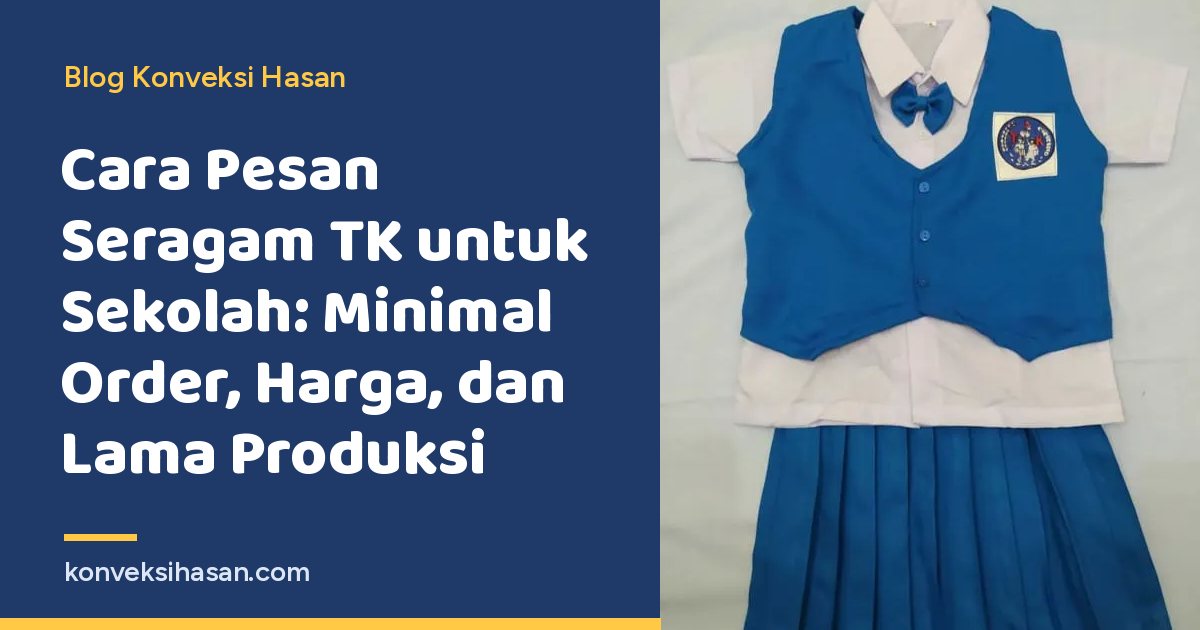 Blog Konveksi Hasan
Cara Pesan
Seragam TK untuk
Sekolah: Minimal
Order, Harga, dan
Lama Produksi
konveksihasan.com